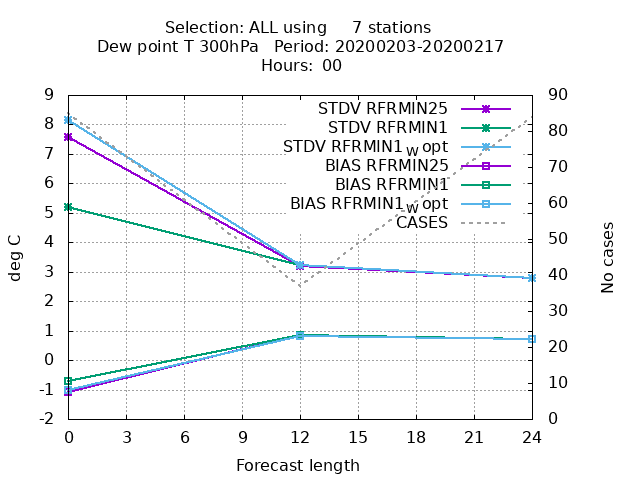 Selection: ALL using 7 stations
Dew point T 300hPa Period: 20200203-20200217
Hours: 00
STDV RFRMIN25
STDV RFRMIN1
STDV RFRMIN1_w opt
BIAS RFRMIN25
BIAS RFRMIN1
BIAS RFRMIN1_w opt
CASES
deg C
9
8
7
6
5
4
3
2
1
0
-1
-2
No cases
90
80
70
60
50
40
30
20
10
0
0 3 6 9 12 15 18 21 24
Forecast length